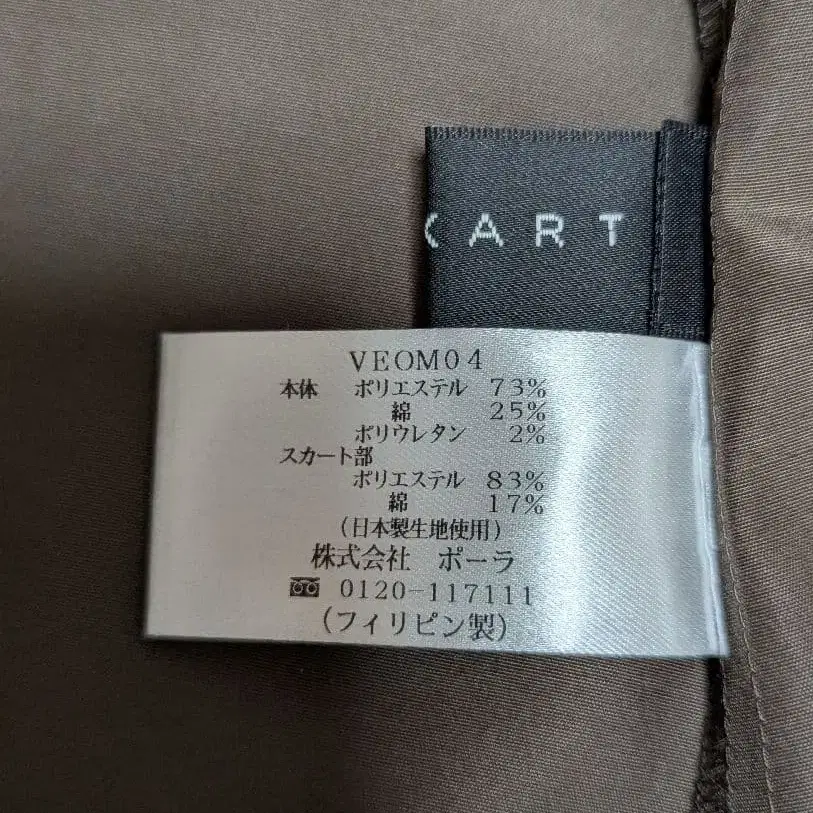 KART
VEOM04
本体 ポリエステル 73%
綿 25%
ポリウレタン 2%
スカート部
ポリエステル 83%
綿 17%
(日本製生地使用)
株式会社 ポーラ
0120-117111
(フィリピン製)